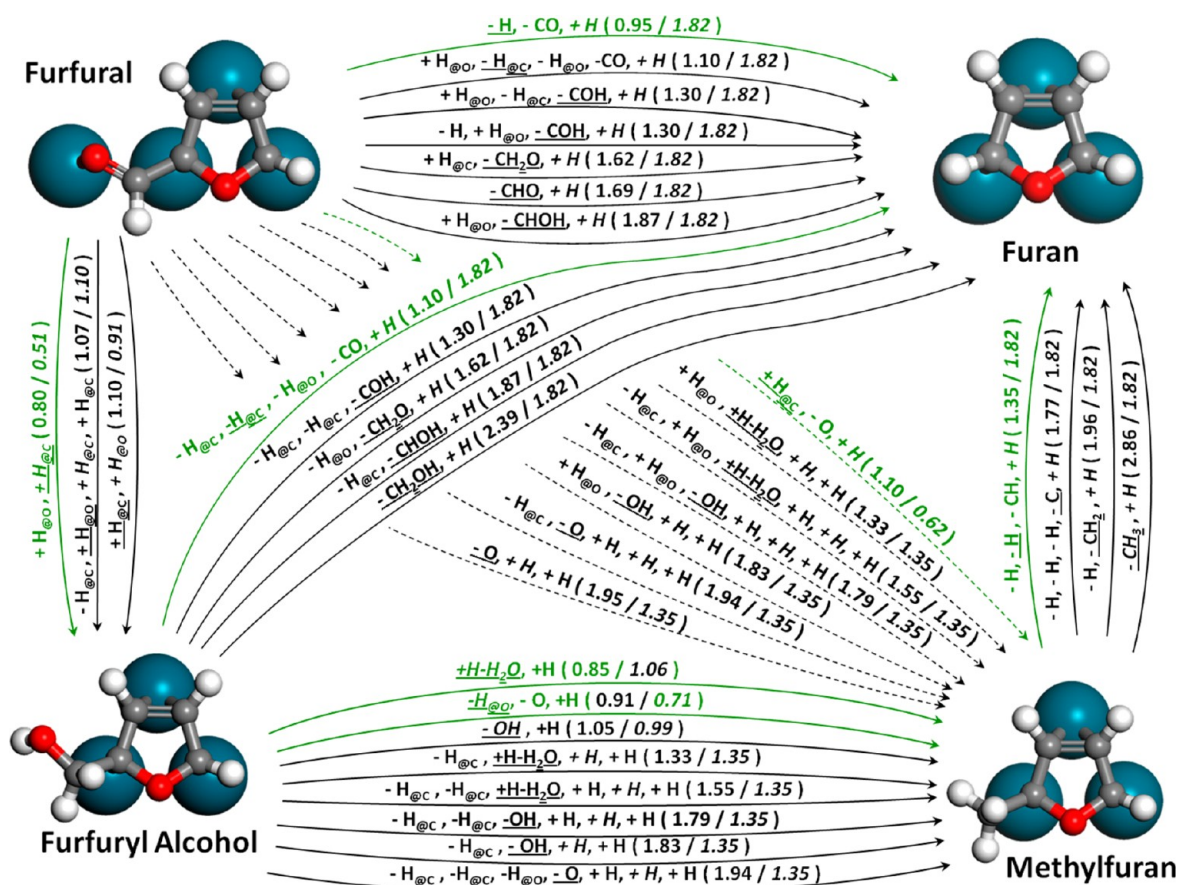 - H, - CO, + H ( 0.95 / 1.82 )
Furfural
+ H@O, - H@C, - H@O, -CO, + H ( 1.10 / 1.82 )
+ H@O, - H@C, - COH, + H ( 1.30 / 1.82 )
- H, + H@O, - COH, + H ( 1.30 / 1.82 )
+ H@C, - CH2O, + H ( 1.62 / 1.82 )
- CHO, + H ( 1.69 / 1.82 )
+ H@O, - CHOH, + H ( 1.87 / 1.82 )
Furan
+ H@O, + H@C ( 0.80 / 0.51 )
- H@C, + H@O, + H@C, + H@C ( 1.07 / 1.10 )
+ H@C, + H@O ( 1.10 / 0.91 )
- H@C, -H@C, - H@O, - CO, + H ( 1.10 / 1.82 )
- H@C, -H@C, - COH, + H ( 1.30 / 1.82 )
- H@O, - CH2O, + H ( 1.62 / 1.82 )
- H@C, - CHOH, + H ( 1.87 / 1.82 )
- CH2OH, + H ( 2.39 / 1.82 )
+ H@C, - O, + H ( 1.10 / 0.62 )
+ H@O, +H-H2O, + H, + H ( 1.33 / 1.35 )
- H@C, + H@O, +H-H2O, + H, + H, + H ( 1.55 / 1.35 )
- H@C, + H@O, - OH, + H, + H, + H ( 1.79 / 1.35 )
+ H@O, - OH, + H, + H ( 1.83 / 1.35 )
- H@C, - O, + H, + H, + H ( 1.94 / 1.35 )
- O, + H, + H ( 1.95 / 1.35 )
- H, - H, - CH, + H ( 1.35 / 1.82 )
- H, - H, - H, - C, + H ( 1.77 / 1.82 )
- H, - CH2, + H ( 1.96 / 1.82 )
- CH3, + H ( 2.86 / 1.82 )
+H-H2O, +H ( 0.85 / 1.06 )
-H@O, - O, +H ( 0.91 / 0.71 )
- OH , +H ( 1.05 / 0.99 )
- H@C , +H-H2O, + H, + H ( 1.33 / 1.35 )
- H@C , -H@C, +H-H2O, + H, + H, + H ( 1.55 / 1.35 )
- H@C , -H@C, -OH, + H, + H, + H ( 1.79 / 1.35 )
- H@C , - OH, + H, + H ( 1.83 / 1.35 )
- H@C , -H@C, -H@O, - O, + H, + H, + H ( 1.94 / 1.35 )
Furfuryl Alcohol
Methylfuran